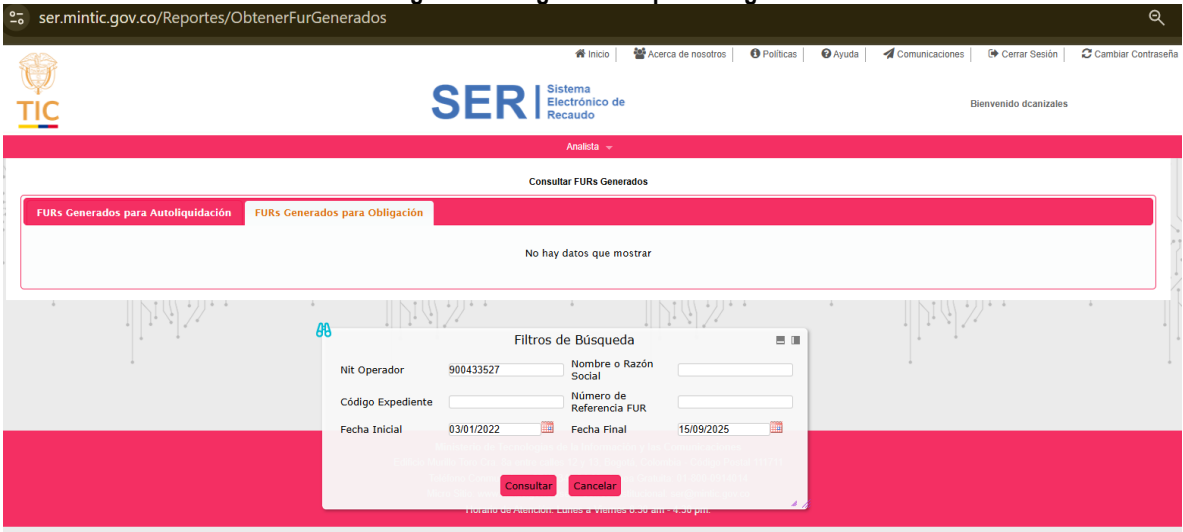 ser.mintic.gov.co/Reportes/ObtenerFurGenerados
Inicio Acerca de nosotros Políticas Ayuda Comunicaciones Cerrar Sesión Cambiar Contraseña
TIC
SER Sistema Electrónico de Recaudo
Bienvenido dcanizales
Analista
Consultar FURs Generados
FURs Generados para Autoliquidación FURs Generados para Obligación
No hay datos que mostrar
Filtros de Búsqueda
Nit Operador 900433527 Nombre o Razón Social
Código Expediente Número de Referencia FUR
Fecha Inicial 03/01/2022 Fecha Final 15/09/2025
Consultar Cancelar
Horario de Atención: Lunes a Viernes 8:30 am - 4:30 pm.